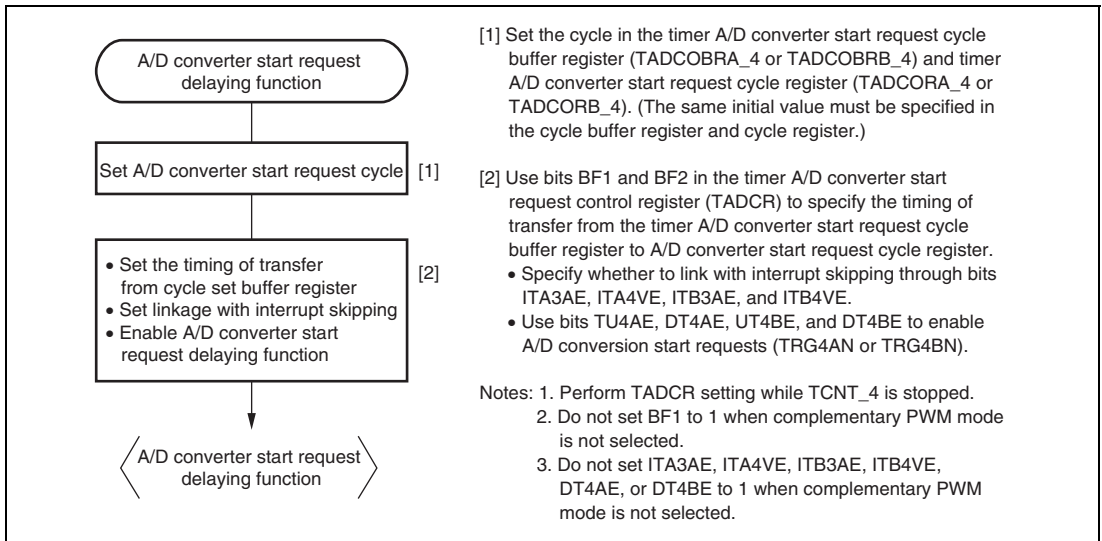 A/D converter start request
delaying function
Set A/D converter start request cycle [1]
• Set the timing of transfer
from cycle set buffer register
• Set linkage with interrupt skipping
• Enable A/D converter start
request delaying function
[2]
A/D converter start request
delaying function
[1] Set the cycle in the timer A/D converter start request cycle
buffer register (TADCOBRA_4 or TADCOBRB_4) and timer
A/D converter start request cycle register (TADCORA_4 or
TADCORB_4). (The same initial value must be specified in
the cycle buffer register and cycle register.)
[2] Use bits BF1 and BF2 in the timer A/D converter start
request control register (TADCR) to specify the timing of
transfer from the timer A/D converter start request cycle
buffer register to A/D converter start request cycle register.
• Specify whether to link with interrupt skipping through bits
ITA3AE, ITA4VE, ITB3AE, and ITB4VE.
• Use bits TU4AE, DT4AE, UT4BE, and DT4BE to enable
A/D conversion start requests (TRG4AN or TRG4BN).
Notes: 1. Perform TADCR setting while TCNT_4 is stopped.
2. Do not set BF1 to 1 when complementary PWM mode
is not selected.
3. Do not set ITA3AE, ITA4VE, ITB3AE, ITB4VE,
DT4AE, or DT4BE to 1 when complementary PWM
mode is not selected.